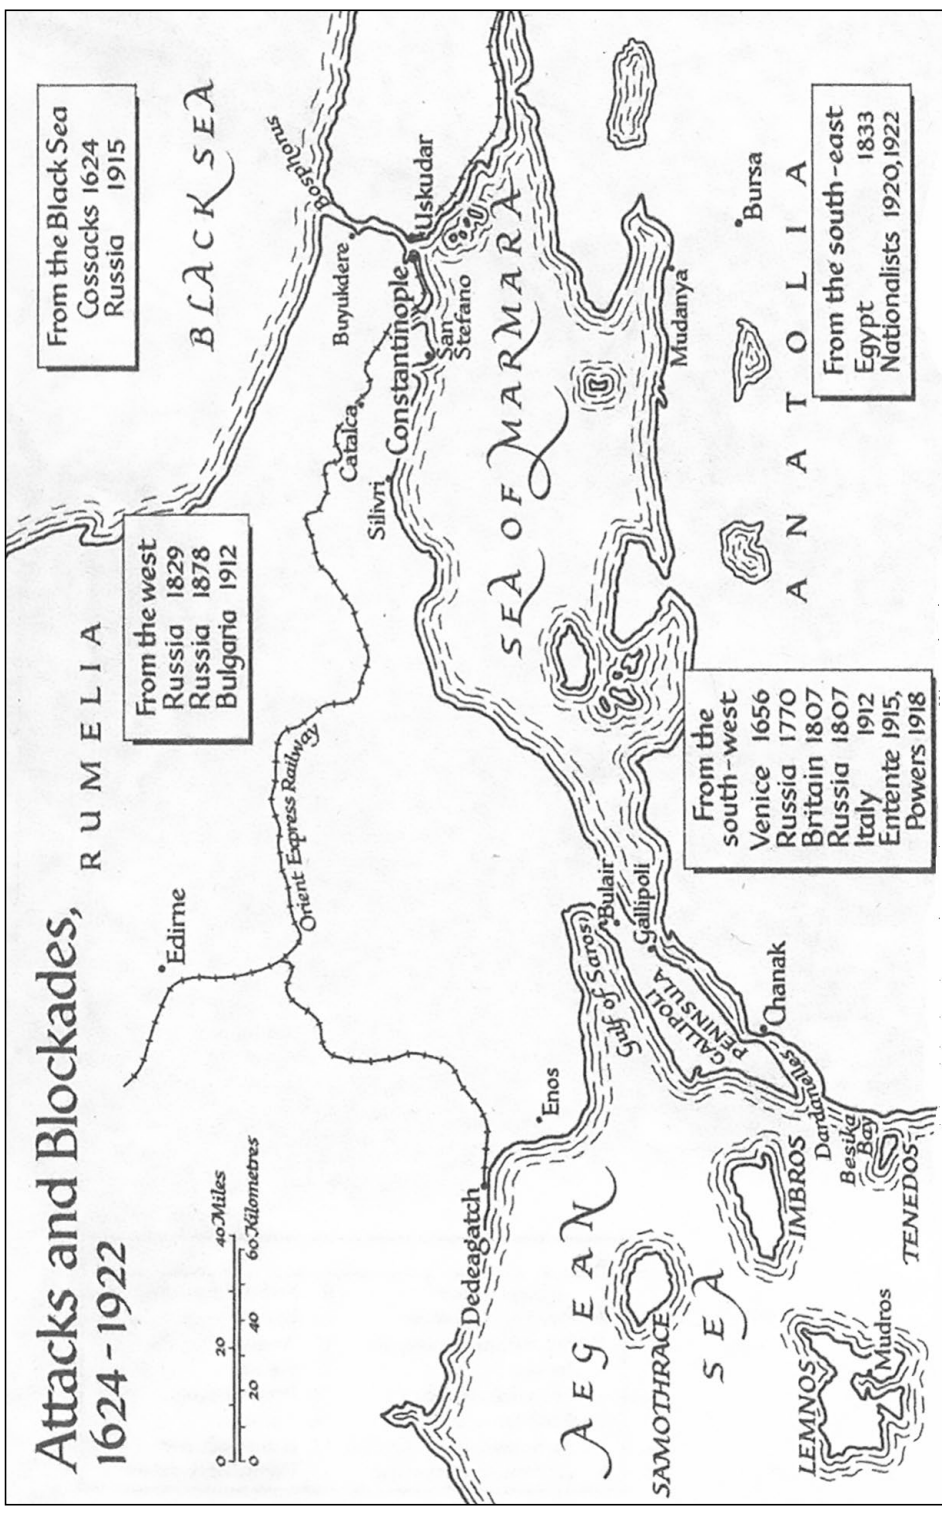 Attacks and Blockades,
1624 - 1922
0 20 40 Miles
0 20 40 60 Kilometres
RUMELIA
From the west
Russia 1829
Russia 1878
Bulgaria 1912
From the Black Sea
Cossacks 1624
Russia 1915
BLACK SEA
Bosphorus
Edirne
Orient Express Railway
Buyukdere
Catalca
Silivri
Constantinople
Uskudar
San
Stefano
Dedeagatch
Enos
SEA OF MARMARA
AEGEAN
SEA
Gulf of Saros
Bulair
Gallipoli
GALLIPOLI
PENINSULA
SAMOTHRACE
Mudanya
Bursa
IMBROS
Dardanelles
Chanak
From the
south-west
Venice 1656
Russia 1770
Britain 1807
Russia 1807
Italy 1912
Entente 1915,
Powers 1918
ANATOLIA
From the south-east
Egypt 1833
Nationalists 1920,1922
LEMNOS
Mudros
Besika
Bay
TENEDOS